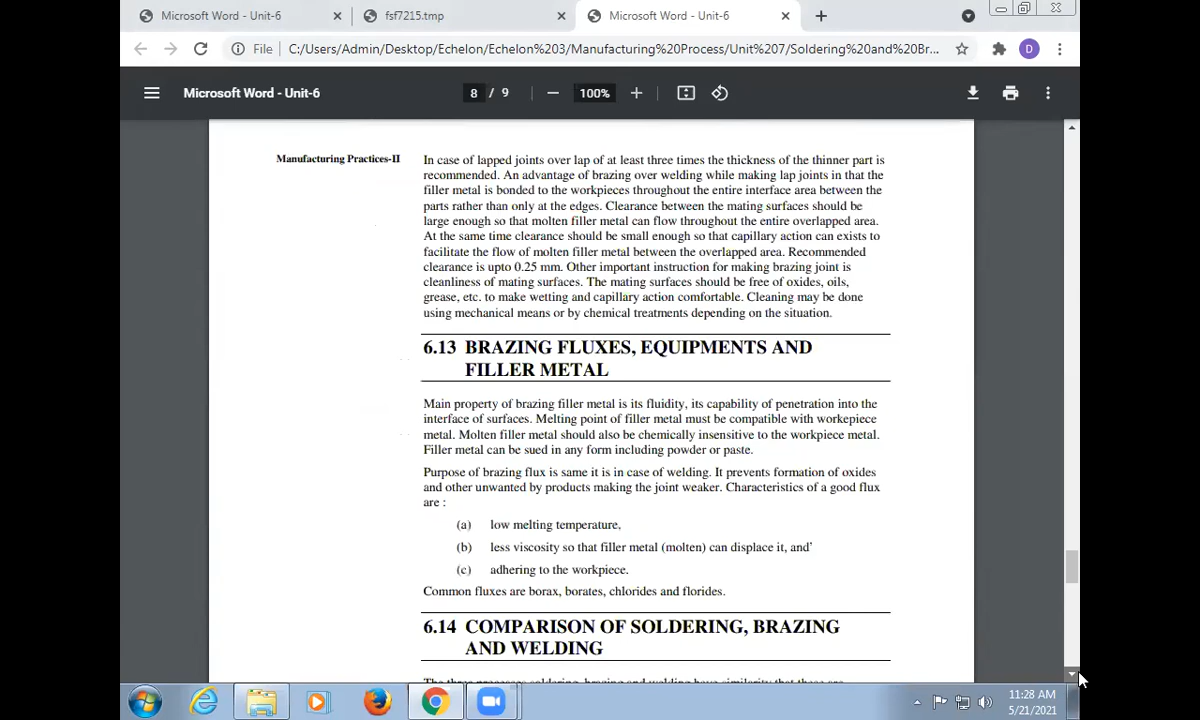 Microsoft Word - Unit-6
fsf7215.tmp
Microsoft Word - Unit-6
File
C:/Users/Admin/Desktop/Echelon/Echelon%203/Manufacturing%20Process/Unit%207/Soldering%20and%20Br...
D
Microsoft Word - Unit-6
8 / 9
100%
Manufacturing Practices-II
In case of lapped joints over lap of at least three times the thickness of the thinner part is
recommended. An advantage of brazing over welding while making lap joints in that the
filler metal is bonded to the workpieces throughout the entire interface area between the
parts rather than only at the edges. Clearance between the mating surfaces should be
large enough so that molten filler metal can flow throughout the entire overlapped area.
At the same time clearance should be small enough so that capillary action can exists to
facilitate the flow of molten filler metal between the overlapped area. Recommended
clearance is upto 0.25 mm. Other important instruction for making brazing joint is
cleanliness of mating surfaces. The mating surfaces should be free of oxides, oils,
grease, etc. to make wetting and capillary action comfortable. Cleaning may be done
using mechanical means or by chemical treatments depending on the situation.
6.13 BRAZING FLUXES, EQUIPMENTS AND
FILLER METAL
Main property of brazing filler metal is its fluidity, its capability of penetration into the
interface of surfaces. Melting point of filler metal must be compatible with workepiece
metal. Molten filler metal should also be chemically insensitive to the workpiece metal.
Filler metal can be sued in any form including powder or paste.
Purpose of brazing flux is same it is in case of welding. It prevents formation of oxides
and other unwanted by products making the joint weaker. Characteristics of a good flux
are :
(a) low melting temperature,
(b) less viscosity so that filler metal (molten) can displace it, and'
(c) adhering to the workpiece.
Common fluxes are borax, borates, chlorides and florides.
6.14 COMPARISON OF SOLDERING, BRAZING
AND WELDING
The three processes soldering, brazing and welding have similarity that these are
11:28 AM
5/21/2021